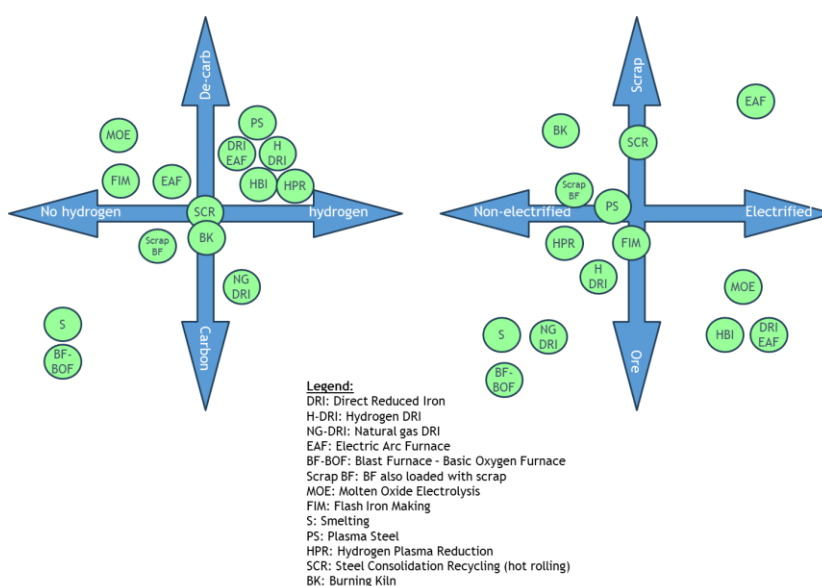 De-carb
PS
MOE
DRI
EAF
H
DRI
FIM
EAF
HBI
HPR
No hydrogen
SCR
hydrogen
BK
Scrap
BF
NG
DRI
S
BF-
BOF
Carbon
Scrap
EAF
BK
SCR
Scrap
BF
PS
Non-electrified
Electrified
HPR
FIM
H
DRI
MOE
S
NG
DRI
HBI
DRI
EAF
BF-
BOF
Ore
Legend:
DRI: Direct Reduced Iron
H-DRI: Hydrogen DRI
NG-DRI: Natural gas DRI
EAF: Electric Arc Furnace
BF-BOF: Blast Furnace - Basic Oxygen Furnace
Scrap BF: BF also loaded with scrap
MOE: Molten Oxide Electrolysis
FIM: Flash Iron Making
S: Smelting
PS: Plasma Steel
HPR: Hydrogen Plasma Reduction
SCR: Steel Consolidation Recycling (hot rolling)
BK: Burning Kiln